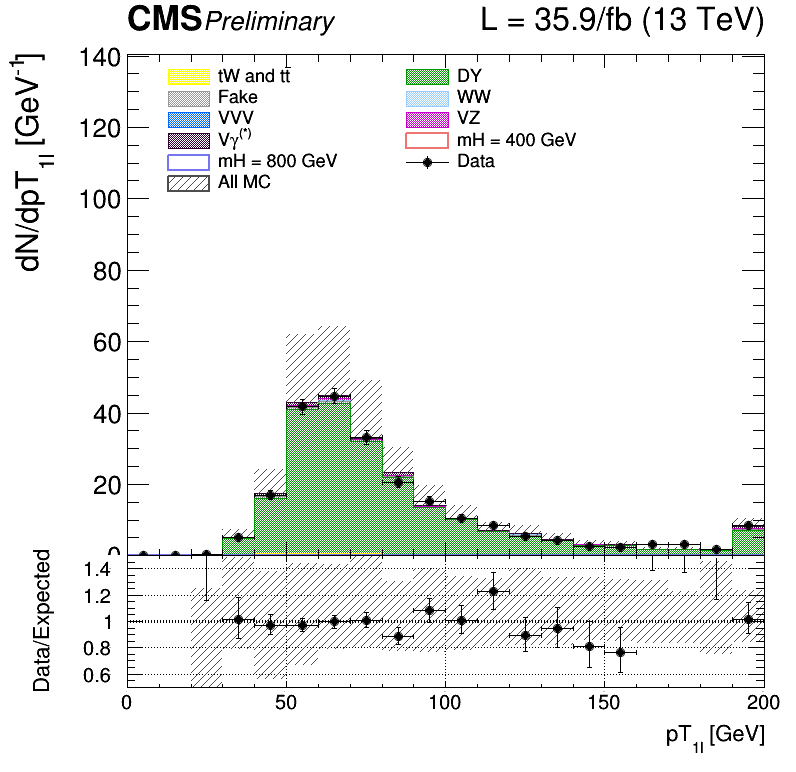 CMS Preliminary L = 35.9/fb (13 TeV)
dN/dpT1l [GeV-1]
140
120
100
80
60
40
20
0
tW and tt
DY
Fake
WW
VVV
VZ
Vγ(*)
mH = 400 GeV
mH = 800 GeV
Data
All MC
Data/Expected
1.4
1.2
1
0.8
0.6
0 50 100 150 200
pT1l [GeV]